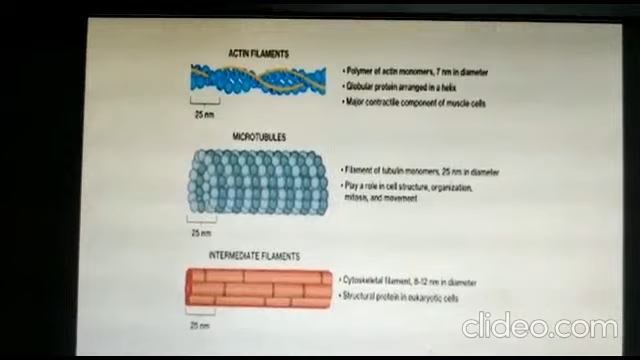 ACTIN FILAMENTS
• Polymer of actin monomers, 7 nm in diameter
• Globular protein arranged in a helix
• Major contractile component of muscle cells
25 nm
MICROTUBULES
• Filament of tubulin monomers, 25 nm in diameter
• Play a role in cell structure, organization,
mitosis, and movement
25 nm
INTERMEDIATE FILAMENTS
• Cytoskeletal filament, 8-12 nm in diameter
• Structural protein in eukaryotic cells
25 nm
clideo.com